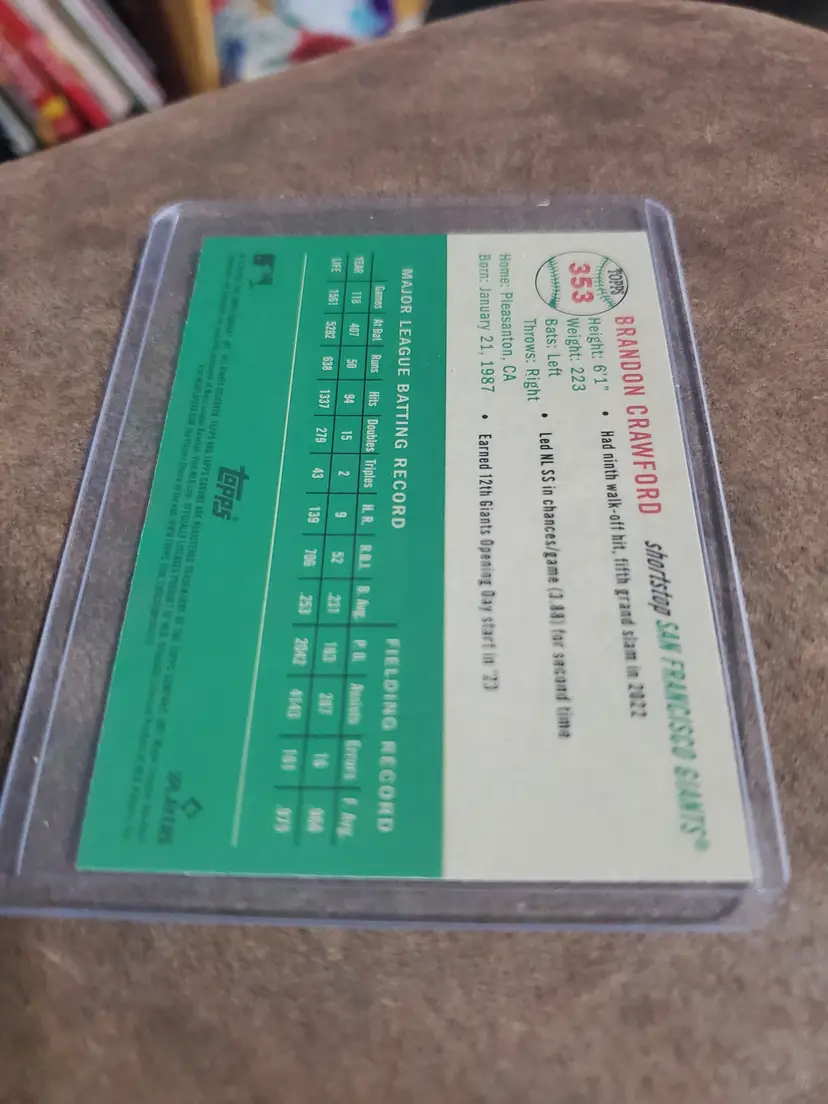 TOPPS
353
BRANDON CRAWFORD shortstop SAN FRANCISCO GIANTS®
Height: 6'1" • Had ninth walk-off hit, fifth grand slam in 2022
Weight: 223
Bats: Left • Led NL SS in chances/game (3.88) for second time
Throws: Right
Home: Pleasanton, CA
Born: January 21, 1987 • Earned 12th Giants Opening Day start in '23
MAJOR LEAGUE BATTING RECORD FIELDING RECORD
Games At Bat Runs Hits Doubles Triples H.R. R.B.I. B. Avg. P.O. Assists Errors F. Avg.
YEAR 118 407 50 94 15 2 9 52 .231 163 287 16 .966
LIFE 1561 5292 638 1337 279 43 139 706 .253 2042 4143 161 .975
topps
PLAYERS